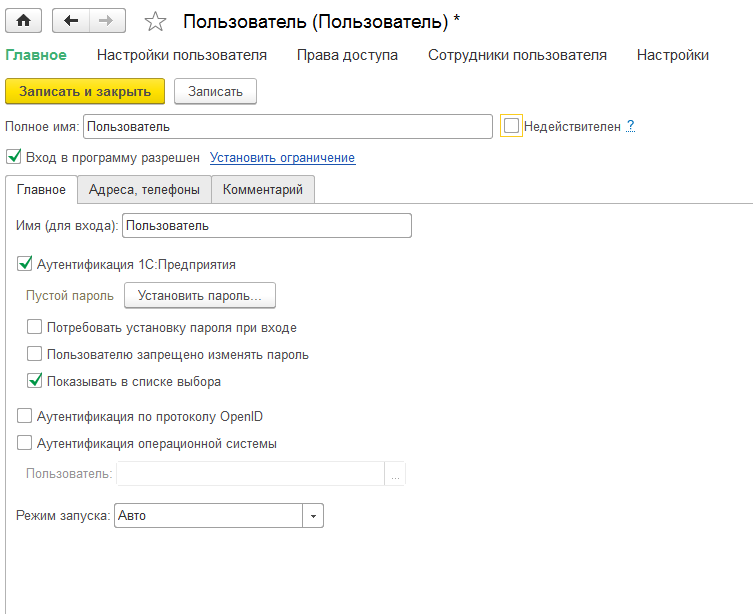 Пользователь (Пользователь) *
Главное Настройки пользователя Права доступа Сотрудники пользователя Настройки
Записать и закрыть Записать
Полное имя: Пользователь Недействителен ?
Вход в программу разрешен Установить ограничение
Главное Адреса, телефоны Комментарий
Имя (для входа): Пользователь
Аутентификация 1С:Предприятия
Пустой пароль Установить пароль...
Потребовать установку пароля при входе
Пользователю запрещено изменять пароль
Показывать в списке выбора
Аутентификация по протоколу OpenID
Аутентификация операционной системы
Пользователь: ...
Режим запуска: Авто